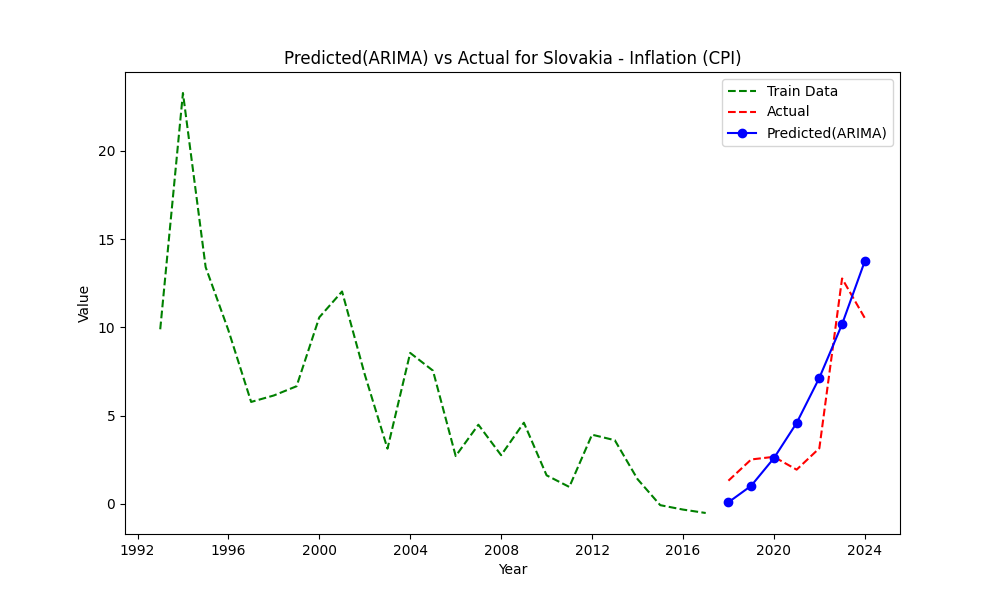 Predicted(ARIMA) vs Actual for Slovakia - Inflation (CPI)
Train Data
Actual
Predicted(ARIMA)
Value
20
15
10
5
0
1992 1996 2000 2004 2008 2012 2016 2020 2024
Year